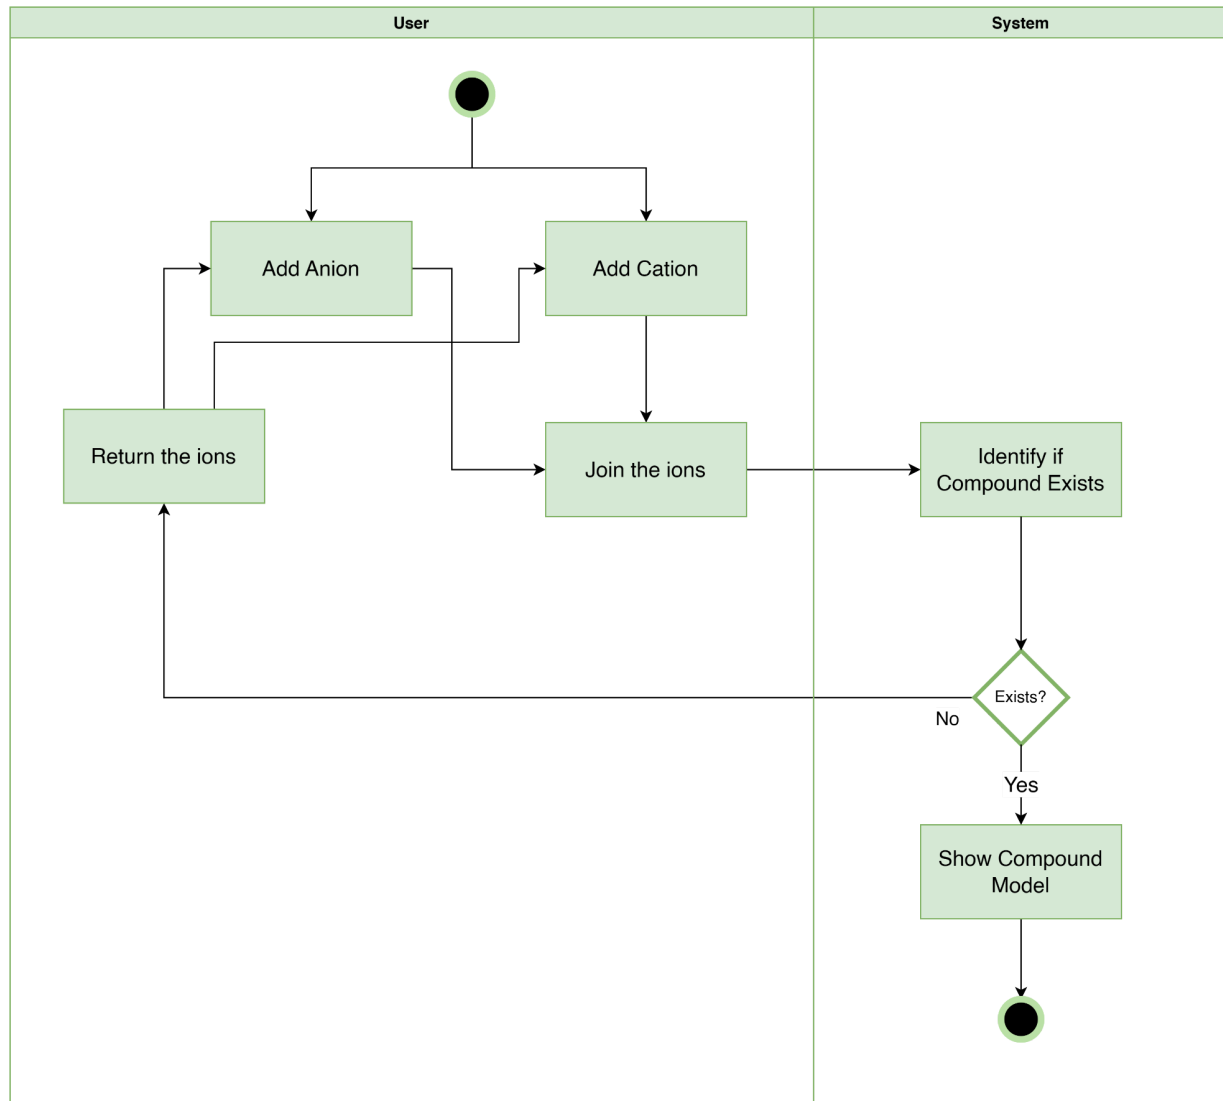 User
System
Add Anion
Add Cation
Return the ions
Join the ions
Identify if
Compound Exists
Exists?
No
Yes
Show Compound
Model